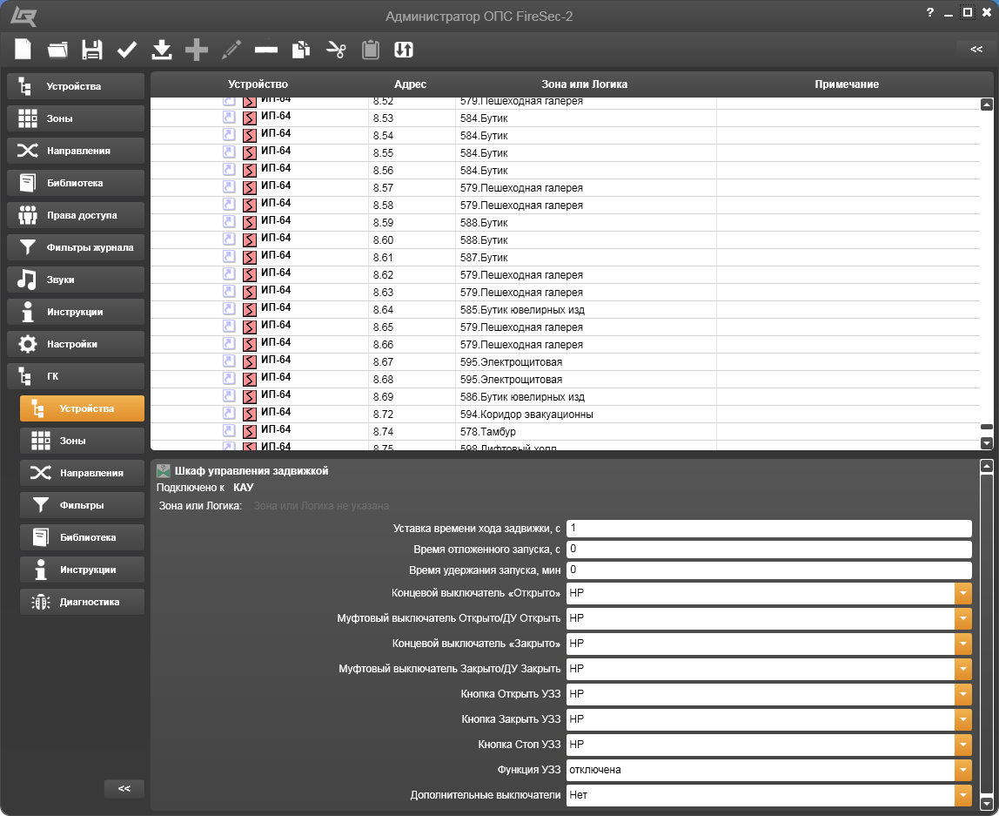 Администратор ОПС FireSec-2
?
<<
Устройства
Зоны
Направления
Библиотека
Права доступа
Фильтры журнала
Звуки
Инструкции
Настройки
ГК
Устройства
Зоны
Направления
Фильтры
Библиотека
Инструкции
Диагностика
<<
Устройство Адрес Зона или Логика Примечание
ИП-64 8.52 579.Пешеходная галерея
ИП-64 8.53 584.Бутик
ИП-64 8.54 584.Бутик
ИП-64 8.55 584.Бутик
ИП-64 8.56 584.Бутик
ИП-64 8.57 579.Пешеходная галерея
ИП-64 8.58 579.Пешеходная галерея
ИП-64 8.59 588.Бутик
ИП-64 8.60 588.Бутик
ИП-64 8.61 587.Бутик
ИП-64 8.62 579.Пешеходная галерея
ИП-64 8.63 579.Пешеходная галерея
ИП-64 8.64 585.Бутик ювелирных изд
ИП-64 8.65 579.Пешеходная галерея
ИП-64 8.66 579.Пешеходная галерея
ИП-64 8.67 595.Электрощитовая
ИП-64 8.68 595.Электрощитовая
ИП-64 8.69 586.Бутик ювелирных изд
ИП-64 8.72 594.Коридор эвакуационны
ИП-64 8.74 578.Тамбур
ИП-64 8.75 598.Лифтовый холл
Шкаф управления задвижкой
Подключено к КАУ
Зона или Логика: Зона или Логика не указана
Уставка времени хода задвижки, с 1
Время отложенного запуска, с 0
Время удержания запуска, мин 0
Концевой выключатель «Открыто» НР
Муфтовый выключатель Открыто/ДУ Открыть НР
Концевой выключатель «Закрыто» НР
Муфтовый выключатель Закрыто/ДУ Закрыть НР
Кнопка Открыть УЗЗ НР
Кнопка Закрыть УЗЗ НР
Кнопка Стоп УЗЗ НР
Функция УЗЗ отключена
Дополнительные выключатели Нет